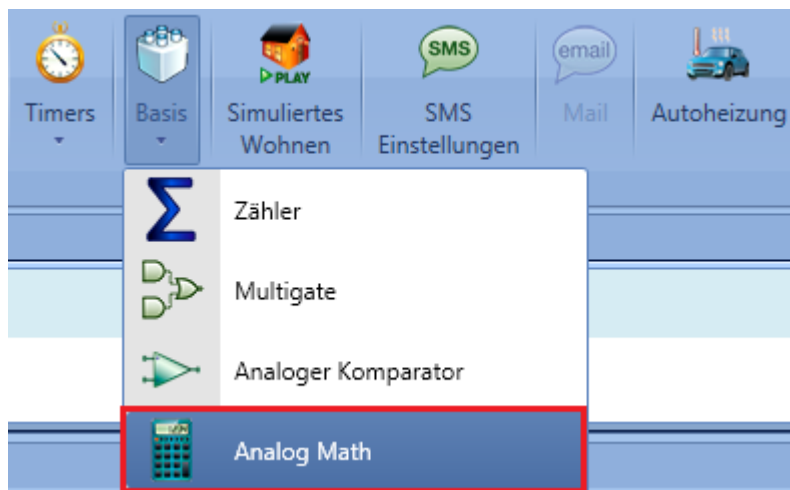 SMS
email
PLAY
Timers
Basis
Simuliertes
Wohnen
SMS
Einstellungen
Mail
Autoheizung
Zähler
Multigate
Analoger Komparator
Analog Math